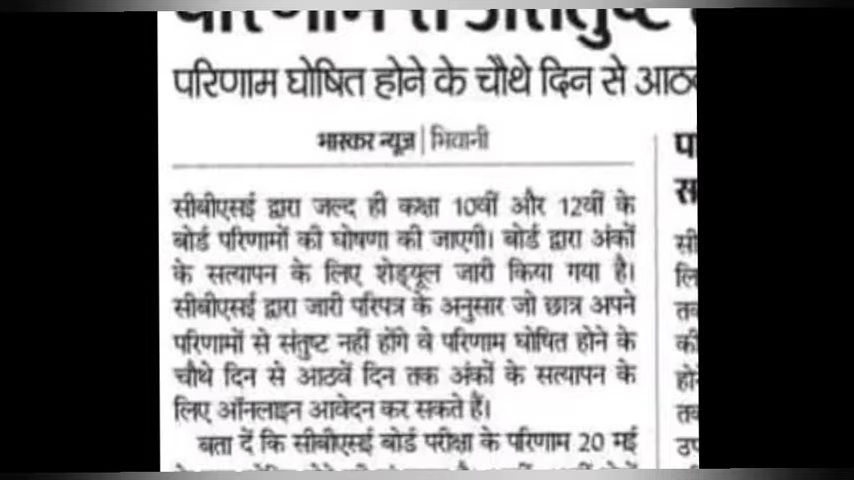 परिणाम से असंतुष्ट
परिणाम घोषित होने के चौथे दिन से
भास्कर न्यूज | भिवानी
सीबीएसई द्वारा जल्द ही कक्षा 10वीं और 12वीं के
बोर्ड परिणामों की घोषणा की जाएगी। बोर्ड द्वारा अंकों
के सत्यापन के लिए शेड्यूल जारी किया गया है।
सीबीएसई द्वारा जारी परिपत्र के अनुसार जो छात्र अपने
परिणामों से संतुष्ट नहीं होंगे वे परिणाम घोषित होने के
चौथे दिन से आठवें दिन तक अंकों के सत्यापन के
लिए ऑनलाइन आवेदन कर सकते हैं।
बता दें कि सीबीएसई बोर्ड परीक्षा के परिणाम 20 मई